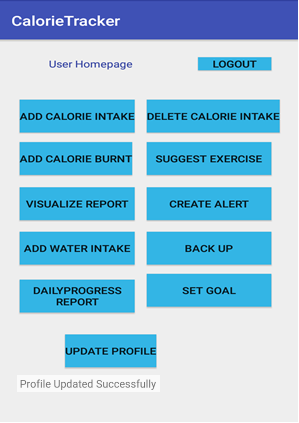 CalorieTracker
User Homepage
LOGOUT
ADD CALORIE INTAKE
DELETE CALORIE INTAKE
ADD CALORIE BURNT
SUGGEST EXERCISE
VISUALIZE REPORT
CREATE ALERT
ADD WATER INTAKE
BACK UP
DAILYPROGRESS
REPORT
SET GOAL
UPDATE PROFILE
Profile Updated Successfully